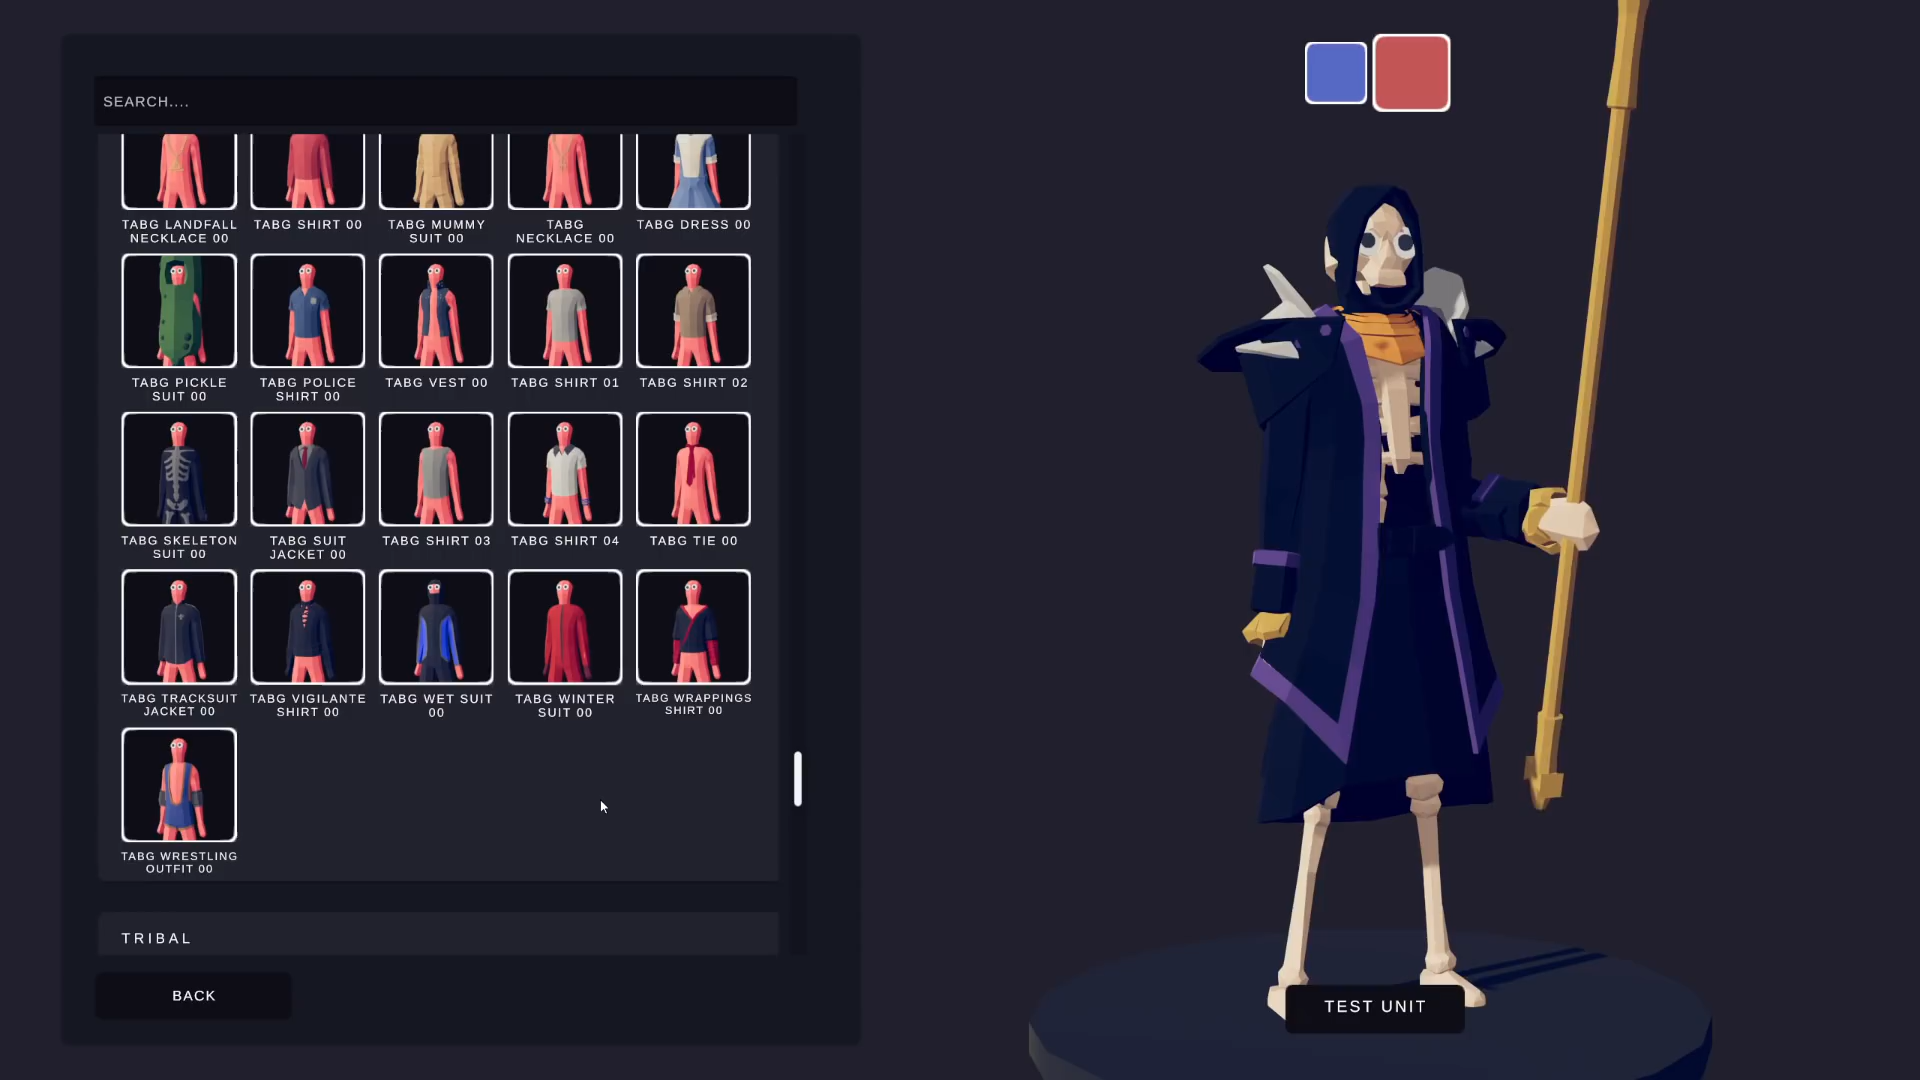 SEARCH....
TABG LANDFALL
NECKLACE 00
TABG SHIRT 00
TABG MUMMY
SUIT 00
TABG
NECKLACE 00
TABG DRESS 00
TABG PICKLE
SUIT 00
TABG POLICE
SHIRT 00
TABG VEST 00
TABG SHIRT 01
TABG SHIRT 02
TABG SKELETON
SUIT 00
TABG SUIT
JACKET 00
TABG SHIRT 03
TABG SHIRT 04
TABG TIE 00
TABG TRACKSUIT
JACKET 00
TABG VIGILANTE
SHIRT 00
TABG WET SUIT
00
TABG WINTER
SUIT 00
TABG WRAPPINGS
SHIRT 00
TABG WRESTLING
OUTFIT 00
TRIBAL
BACK
TEST UNIT